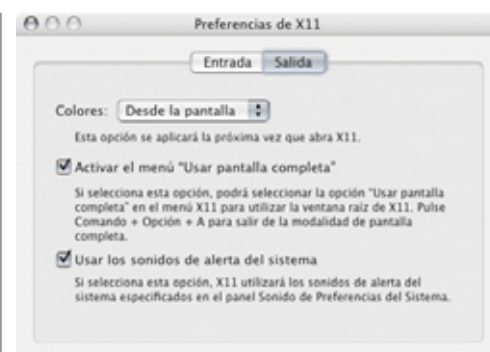 Preferencias de X11
Entrada Salida
Colores: Desde la pantalla
Esta opción se aplicará la próxima vez que abra X11.
Activar el menú "Usar pantalla completa"
Si selecciona esta opción, podrá seleccionar la opción "Usar pantalla
completa" en el menú X11 para utilizar la ventana raíz de X11. Pulse
Comando + Opción + A para salir de la modalidad de pantalla
completa.
Usar los sonidos de alerta del sistema
Si selecciona esta opción, X11 utilizará los sonidos de alerta del
sistema especificados en el panel Sonido de Preferencias del Sistema.